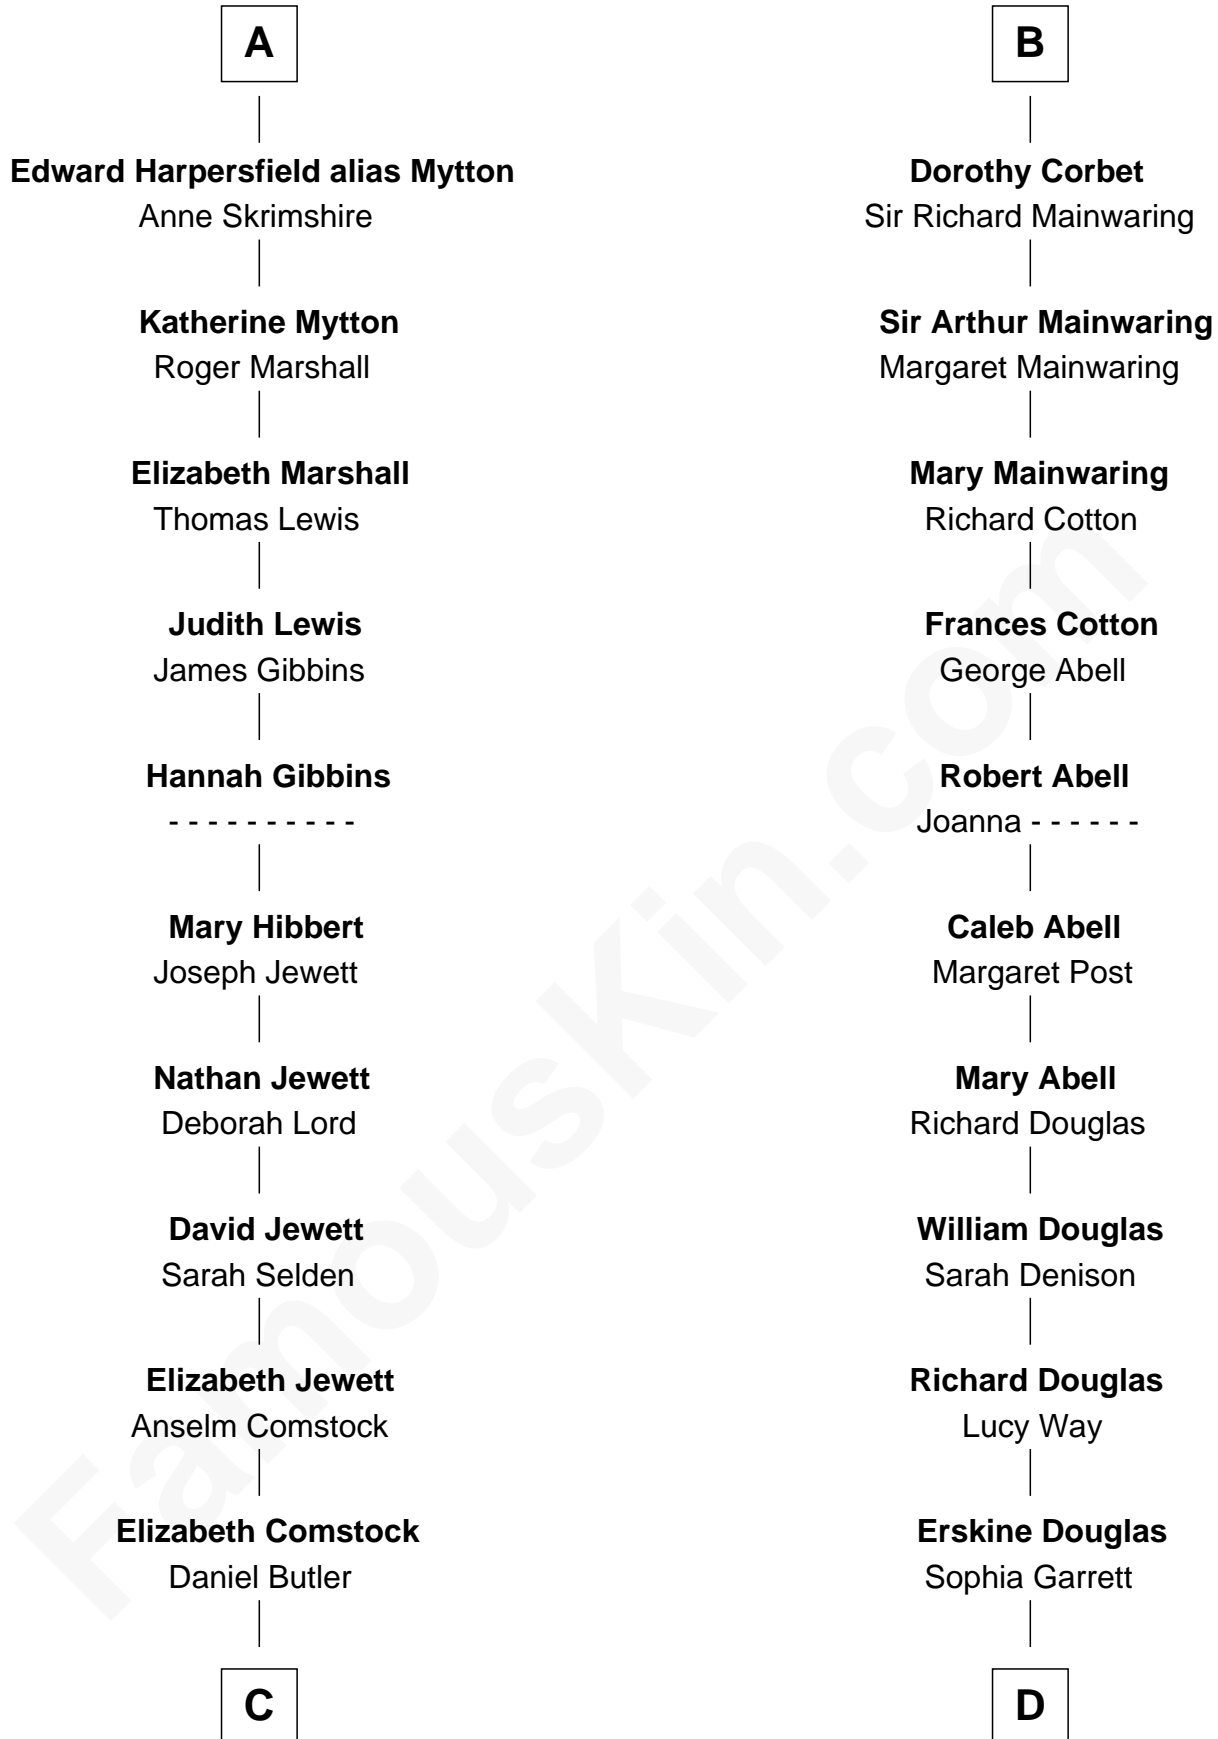 A
Edward Harpersfield alias Mytton
Anne Skrimshire
Katherine Mytton
Roger Marshall
Elizabeth Marshall
Thomas Lewis
Judith Lewis
James Gibbins
Hannah Gibbins
- - - - - - - - - -
Mary Hibbert
Joseph Jewett
Nathan Jewett
Deborah Lord
David Jewett
Sarah Selden
Elizabeth Jewett
Anselm Comstock
Elizabeth Comstock
Daniel Butler
C
B
Dorothy Corbet
Sir Richard Mainwaring
Sir Arthur Mainwaring
Margaret Mainwaring
Mary Mainwaring
Richard Cotton
Frances Cotton
George Abell
Robert Abell
Joanna - - - - - -
Caleb Abell
Margaret Post
Mary Abell
Richard Douglas
William Douglas
Sarah Denison
Richard Douglas
Lucy Way
Erskine Douglas
Sophia Garrett
D
FamousKin.com